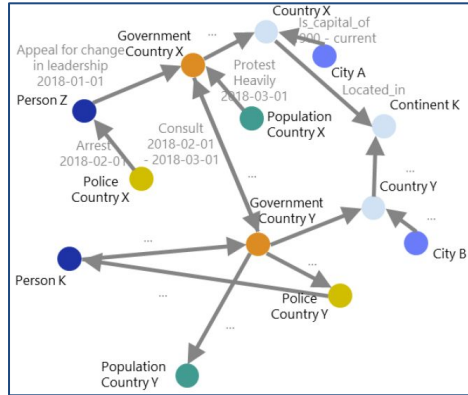 Country X
Is_capital_of
900 - current
...
Government
Country X
Appeal for change
in leadership
2018-01-01
City A
Protest
Heavily
2018-03-01
Located_in
Continent K
Person Z
Population
Country X
Consult
2018-02-01
- 2018-03-01
Arrest
2018-02-01
Police
Country X
...
...
Country Y
...
Government
Country Y
...
City B
...
...
Person K
...
Police
Country Y
...
Population
Country Y